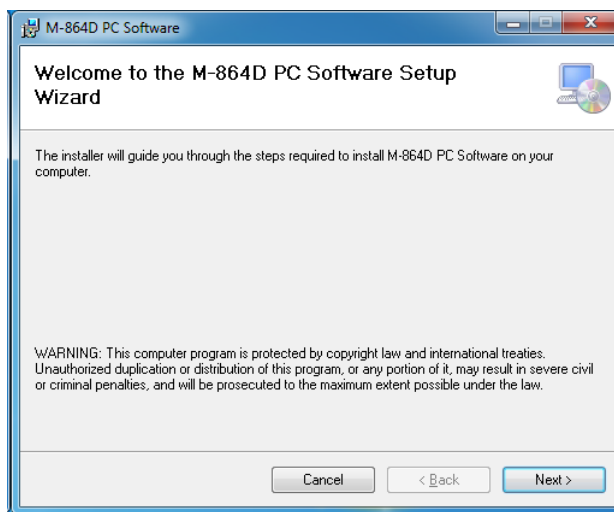 M-864D PC Software
Welcome to the M-864D PC Software Setup
Wizard
The installer will guide you through the steps required to install M-864D PC Software on your
computer.
WARNING: This computer program is protected by copyright law and international treaties.
Unauthorized duplication or distribution of this program, or any portion of it, may result in severe civil
or criminal penalties, and will be prosecuted to the maximum extent possible under the law.
Cancel < Back Next >